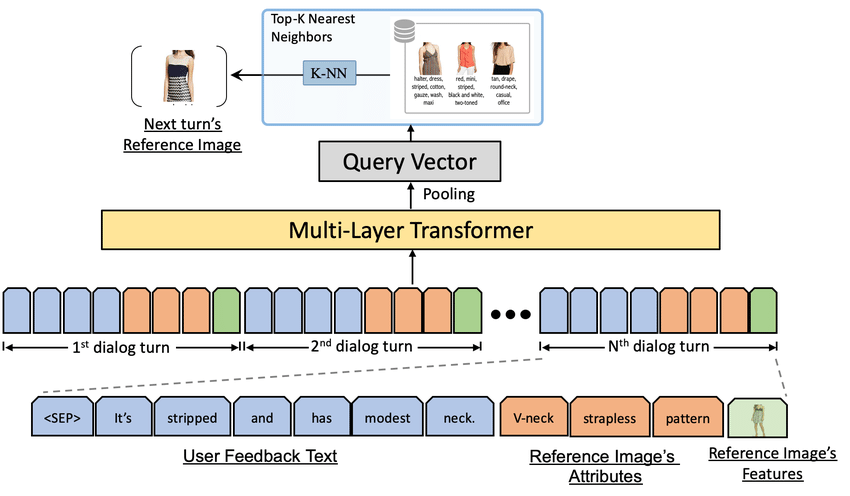 Top-K Nearest
Neighbors
K-NN
halter, dress,
striped, cotton,
gauze, wash,
maxi
red, mini,
striped,
black and white,
two-toned
tan, drape,
round-neck,
casual,
office
Next turn's
Reference Image
Query Vector
Pooling
Multi-Layer Transformer
1st dialog turn
2nd dialog turn
Nth dialog turn
<SEP> It's stripped and has modest neck. V-neck strapless pattern
User Feedback Text
Reference Image's
Attributes
Reference Image's
Features